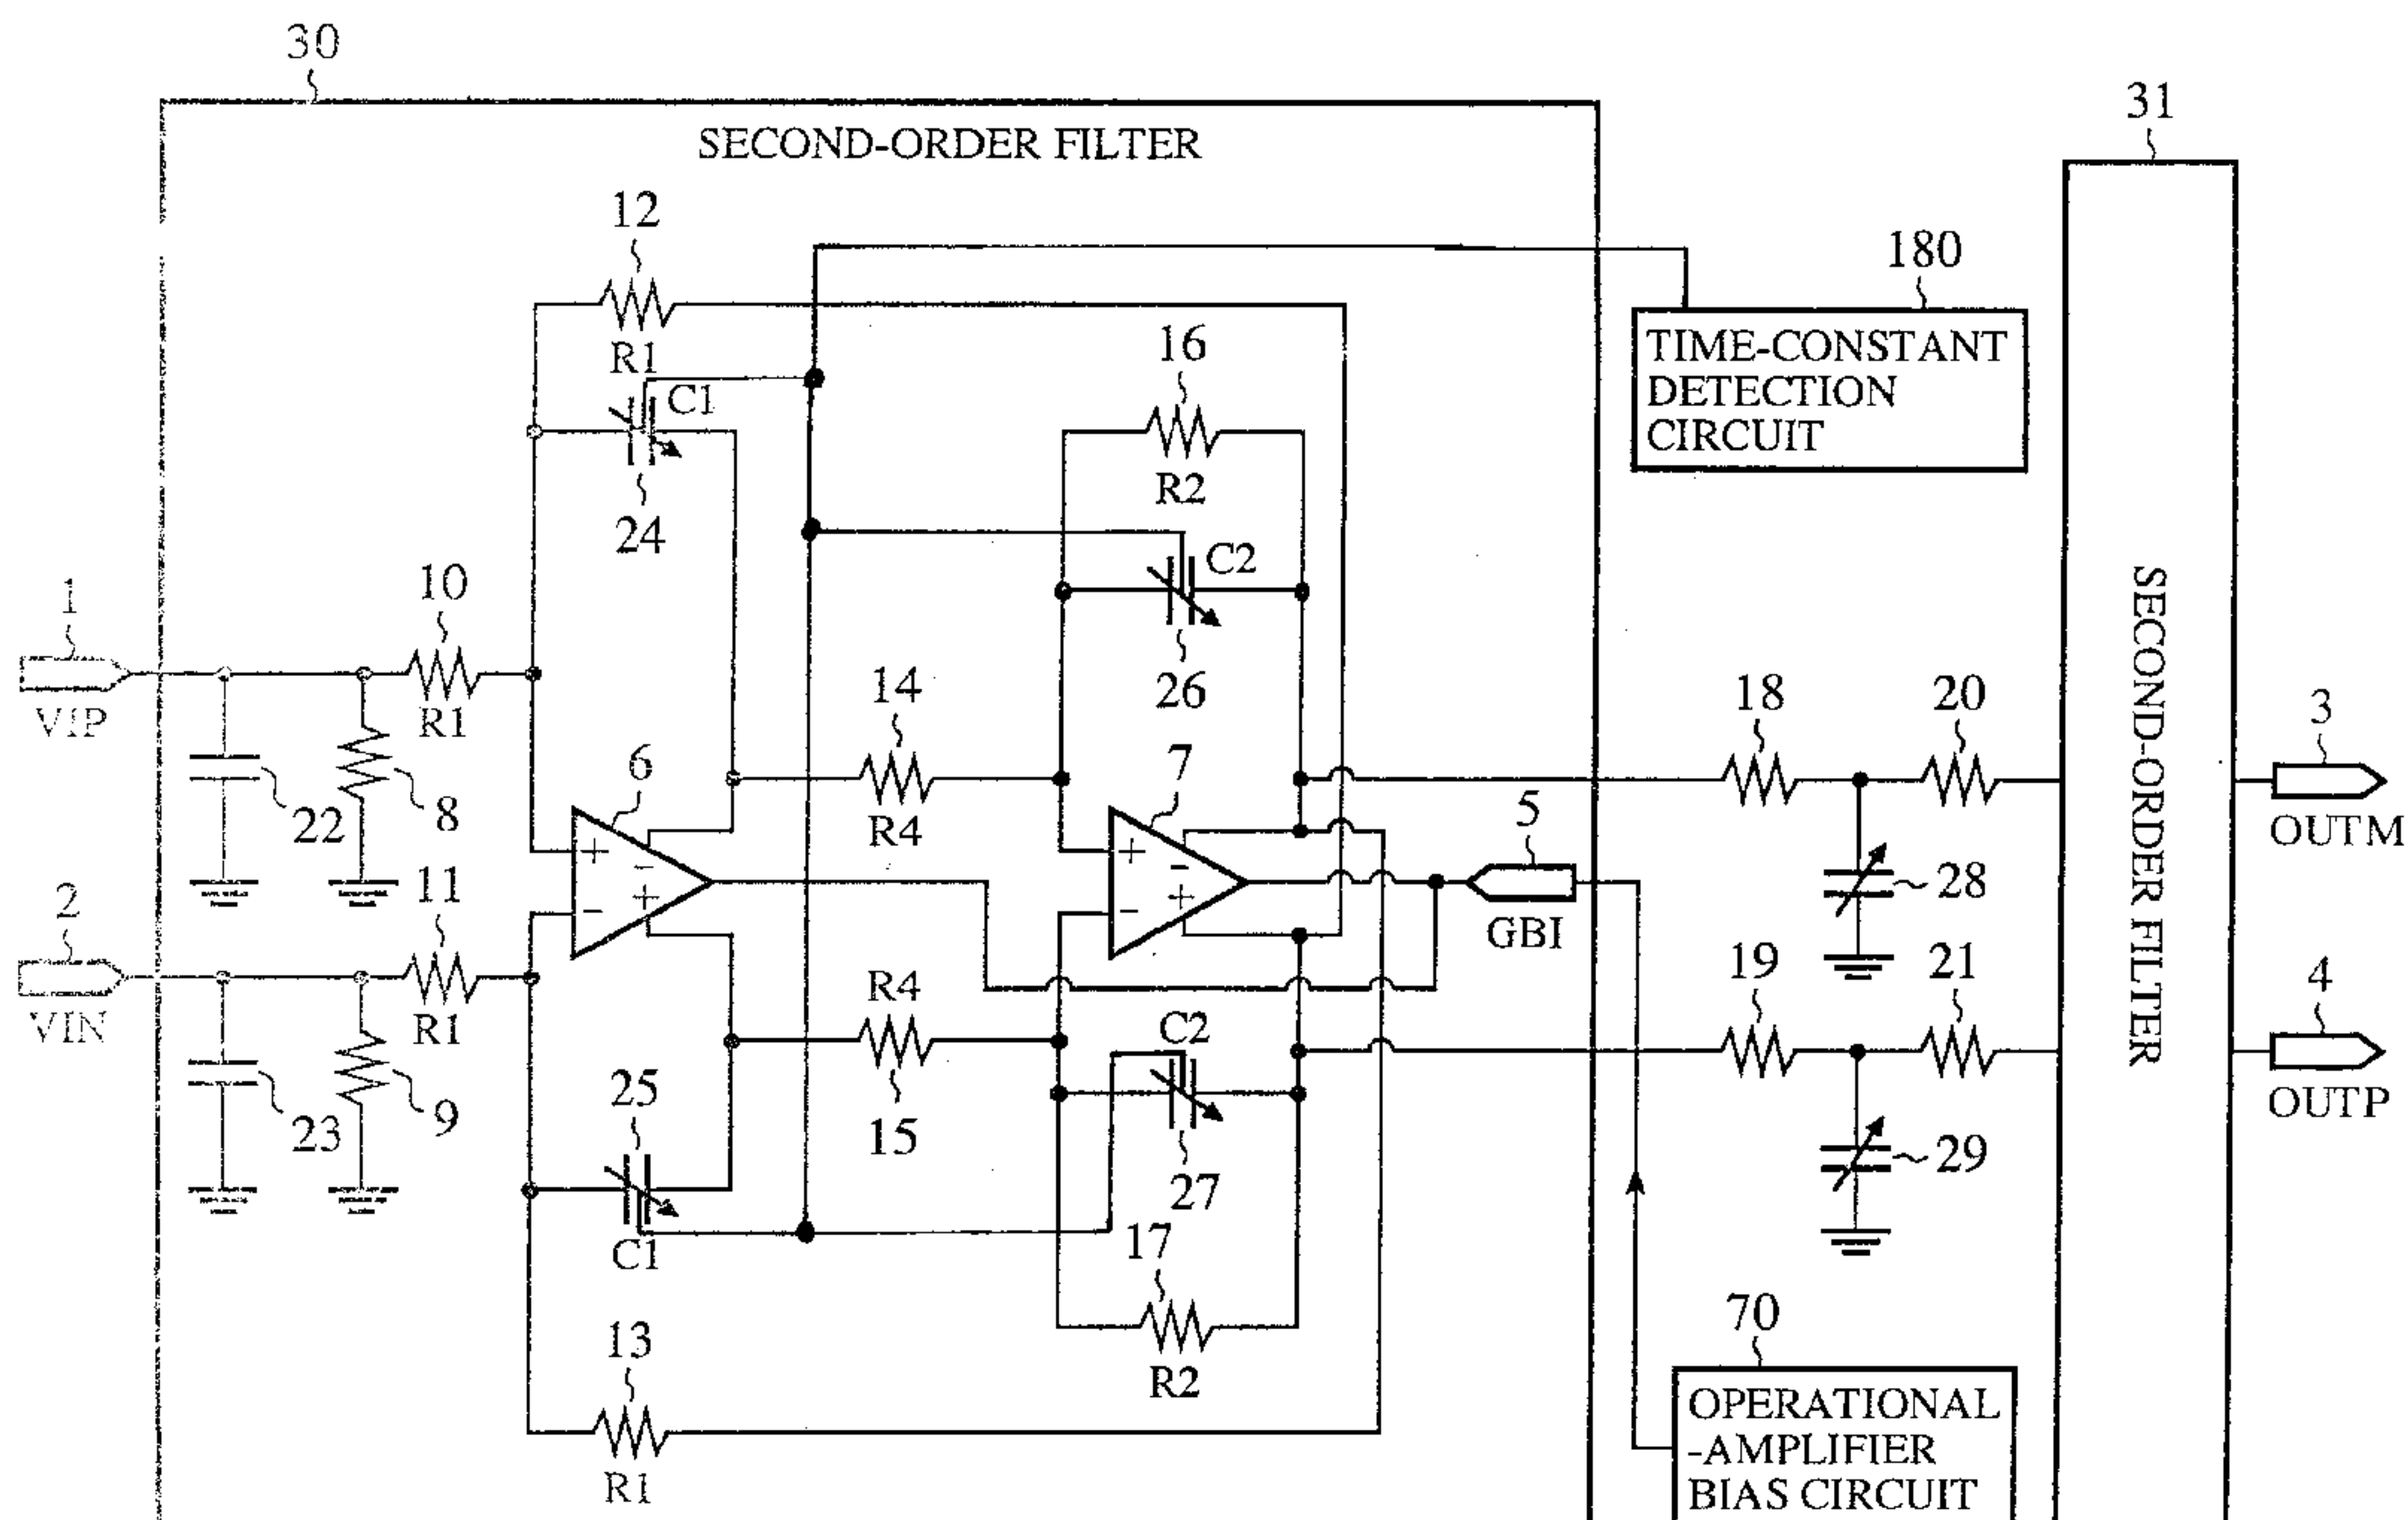 30
31
SECOND-ORDER FILTER
12
180
R1
16
TIME-CONSTANT
DETECTION
CIRCUIT
C1
R2
24
C2
10
1
26
14
18
20
3
VIP
R1
6
7
5
SECOND-ORDER FILTER
22
8
R4
OUTM
+
-
+
-
28
11
2
-
+
-
+
GBI
19
21
4
R4
VIN
R1
C2
25
23
9
15
29
OUTP
27
C1
17
70
13
R2
OPERATIONAL
-AMPLIFIER
BIAS CIRCUIT
R1